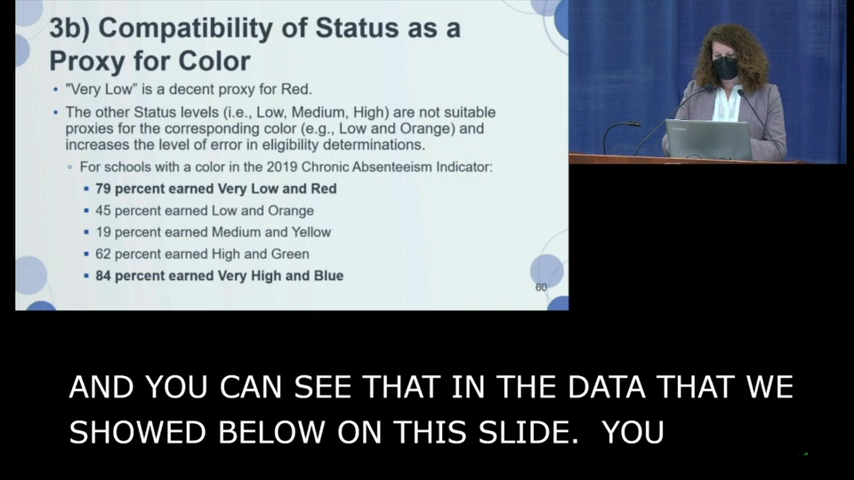 3b) Compatibility of Status as a
Proxy for Color
• "Very Low" is a decent proxy for Red.
• The other Status levels (i.e., Low, Medium, High) are not suitable
proxies for the corresponding color (e.g., Low and Orange) and
increases the level of error in eligibility determinations.
◦ For schools with a color in the 2019 Chronic Absenteeism Indicator:
▪ 79 percent earned Very Low and Red
▪ 45 percent earned Low and Orange
▪ 19 percent earned Medium and Yellow
▪ 62 percent earned High and Green
▪ 84 percent earned Very High and Blue
60
AND YOU CAN SEE THAT IN THE DATA THAT WE
SHOWED BELOW ON THIS SLIDE.  YOU